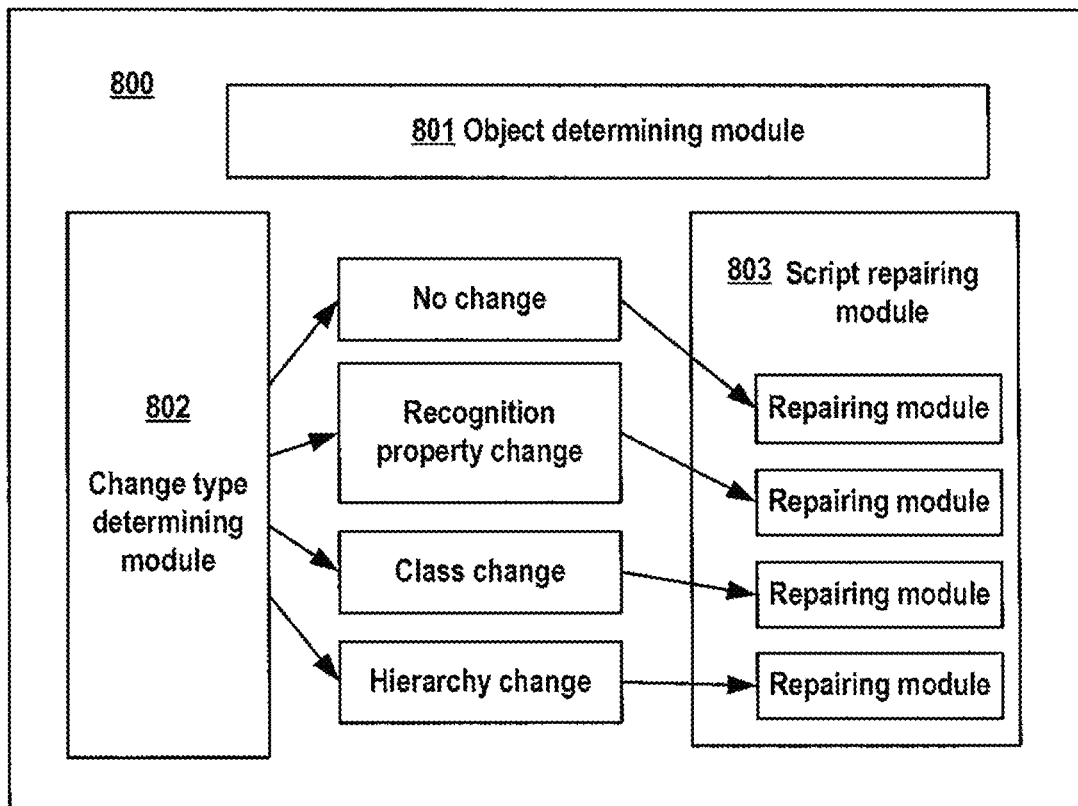 800
801 Object determining module
802
Change type
determining
module
No change
Recognition
property change
Class change
Hierarchy change
803 Script repairing
module
Repairing module
Repairing module
Repairing module
Repairing module